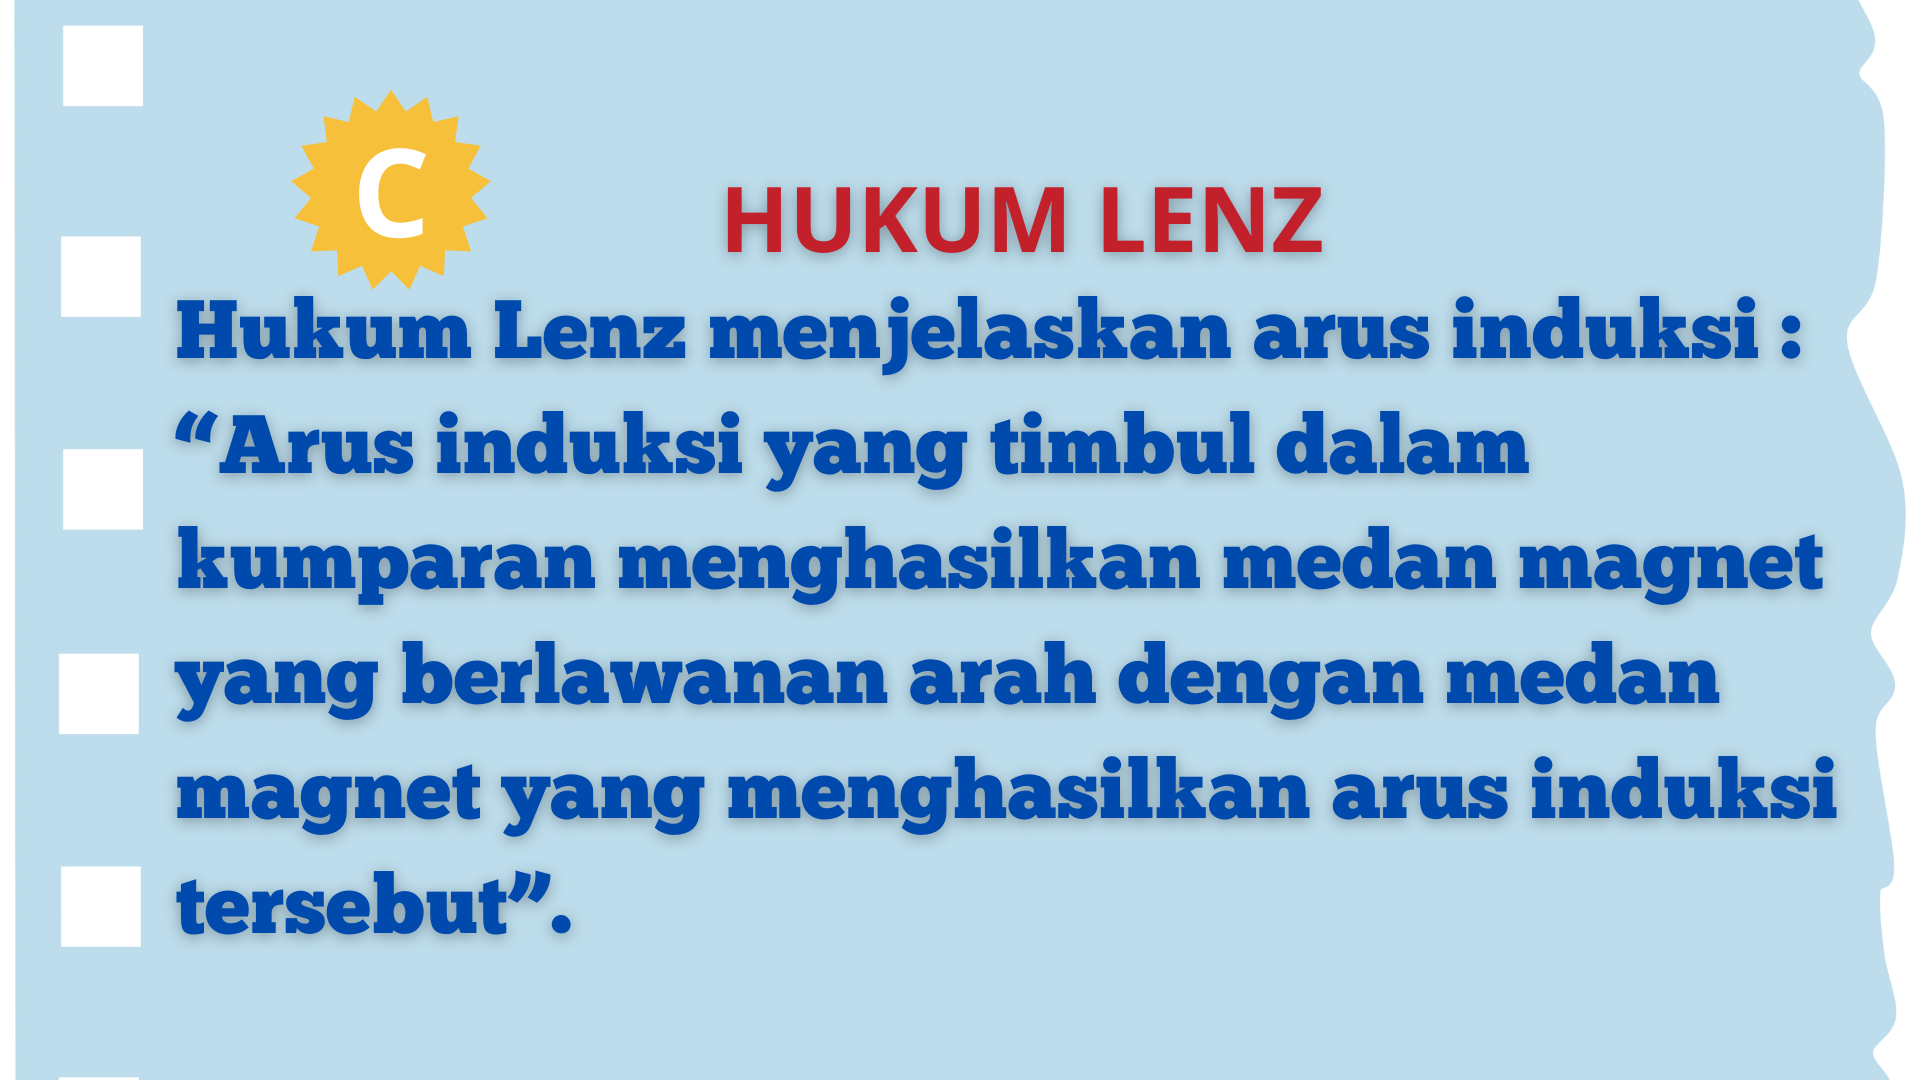 C
HUKUM LENZ
Hukum Lenz menjelaskan arus induksi :
“Arus induksi yang timbul dalam
kumparan menghasilkan medan magnet
yang berlawanan arah dengan medan
magnet yang menghasilkan arus induksi
tersebut”.